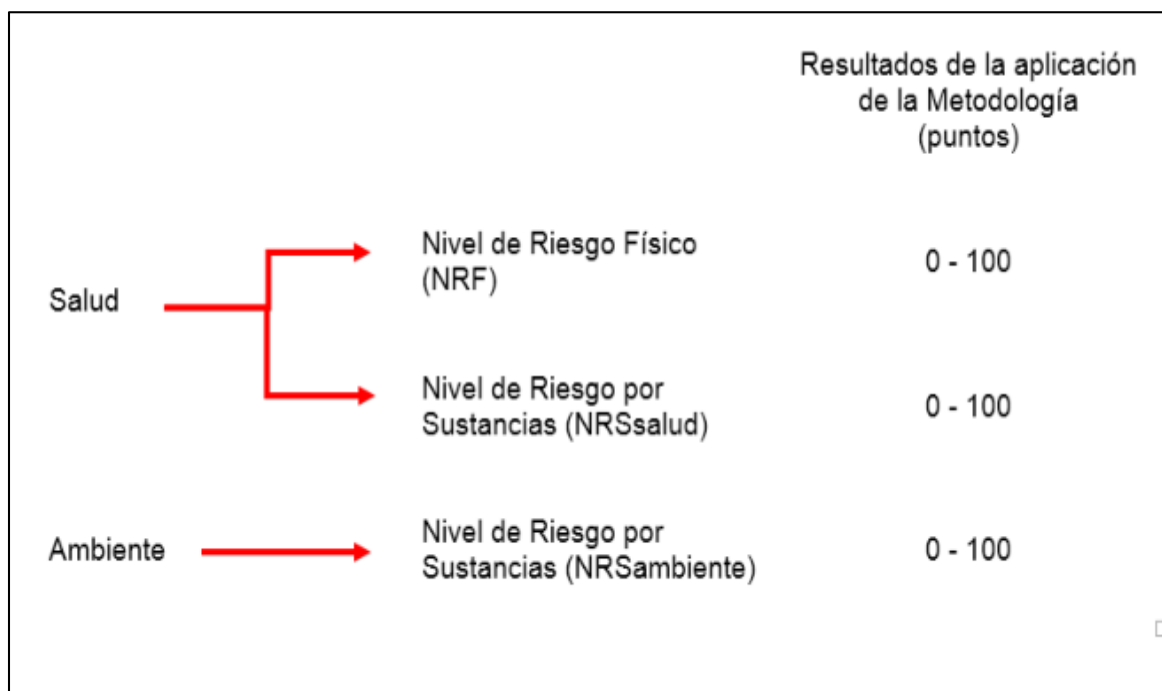 Resultados de la aplicación
de la Metodología
(puntos)
Nivel de Riesgo Físico
(NRF)
0 - 100
Salud
Nivel de Riesgo por
Sustancias (NRSsalud)
0 - 100
Ambiente
Nivel de Riesgo por
Sustancias (NRSambiente)
0 - 100